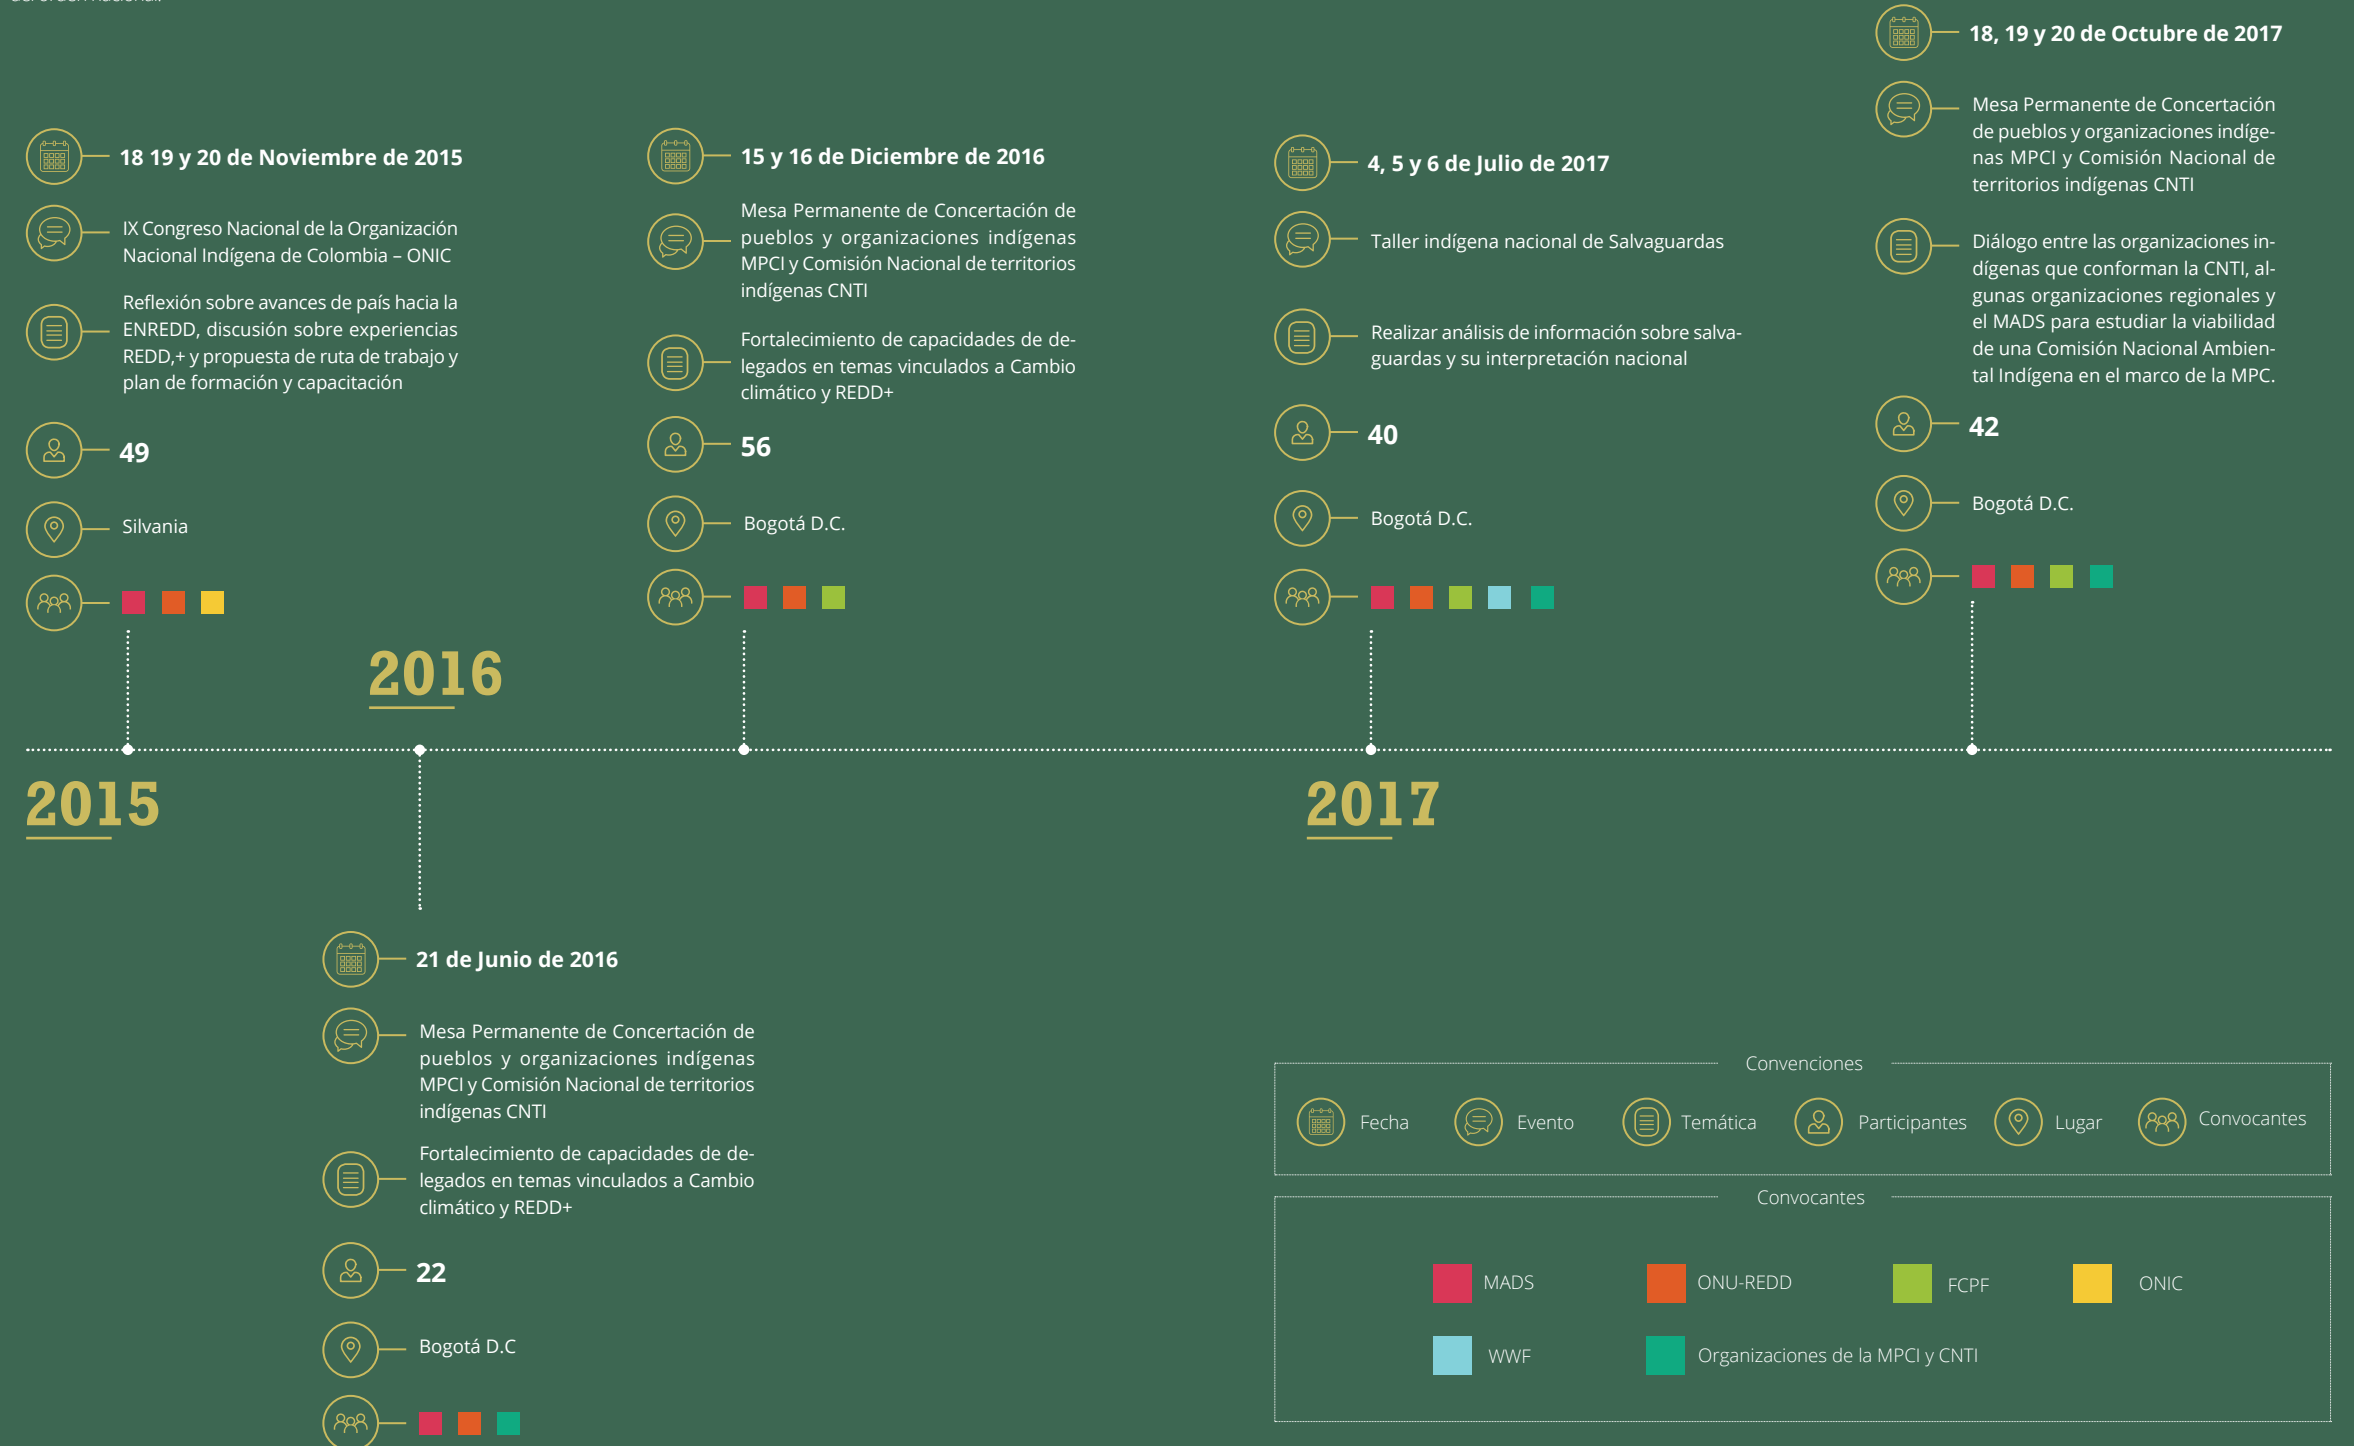 del orden nacional.
18 19 y 20 de Noviembre de 2015
IX Congreso Nacional de la Organización
Nacional Indígena de Colombia – ONIC
Reflexión sobre avances de país hacia la
ENREDD, discusión sobre experiencias
REDD,+ y propuesta de ruta de trabajo y
plan de formación y capacitación
49
Silvania
15 y 16 de Diciembre de 2016
Mesa Permanente de Concertación de
pueblos y organizaciones indígenas
MPCI y Comisión Nacional de territorios
indígenas CNTI
Fortalecimiento de capacidades de de-
legados en temas vinculados a Cambio
climático y REDD+
56
Bogotá D.C.
4, 5 y 6 de Julio de 2017
Taller indígena nacional de Salvaguardas
Realizar análisis de información sobre salva-
guardas y su interpretación nacional
40
Bogotá D.C.
18, 19 y 20 de Octubre de 2017
Mesa Permanente de Concertación
de pueblos y organizaciones indíge-
nas MPCI y Comisión Nacional de
territorios indígenas CNTI
Diálogo entre las organizaciones in-
dígenas que conforman la CNTI, al-
gunas organizaciones regionales y
el MADS para estudiar la viabilidad
de una Comisión Nacional Ambien-
tal Indígena en el marco de la MPC.
42
Bogotá D.C.
2016
2015
2017
21 de Junio de 2016
Mesa Permanente de Concertación de
pueblos y organizaciones indígenas
MPCI y Comisión Nacional de territorios
indígenas CNTI
Fortalecimiento de capacidades de de-
legados en temas vinculados a Cambio
climático y REDD+
22
Bogotá D.C
Convenciones
Fecha Evento Temática Participantes Lugar Convocantes
Convocantes
MADS ONU-REDD FCPF ONIC
WWF Organizaciones de la MPCI y CNTI